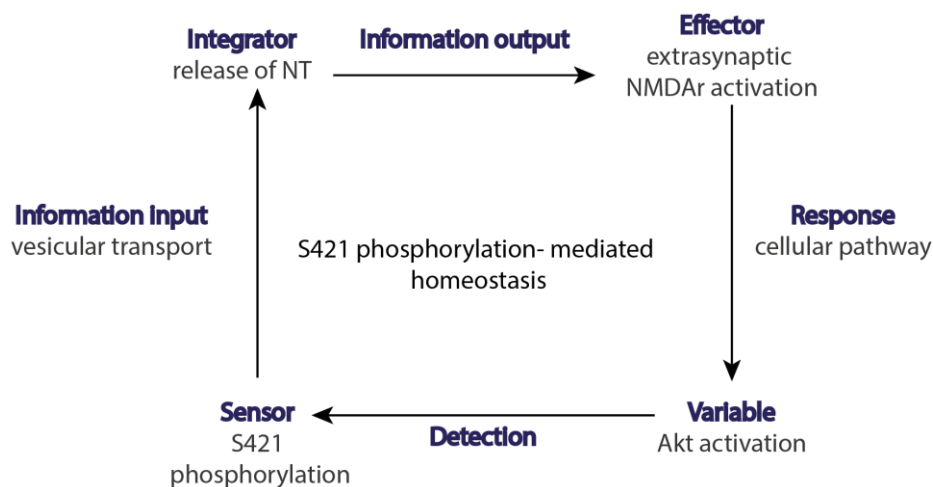 Integrator
release of NT
Information output
Effector
extrasynaptic
NMDAr activation
Information input
vesicular transport
S421 phosphorylation- mediated
homeostasis
Response
cellular pathway
Sensor
S421
phosphorylation
Detection
Variable
Akt activation